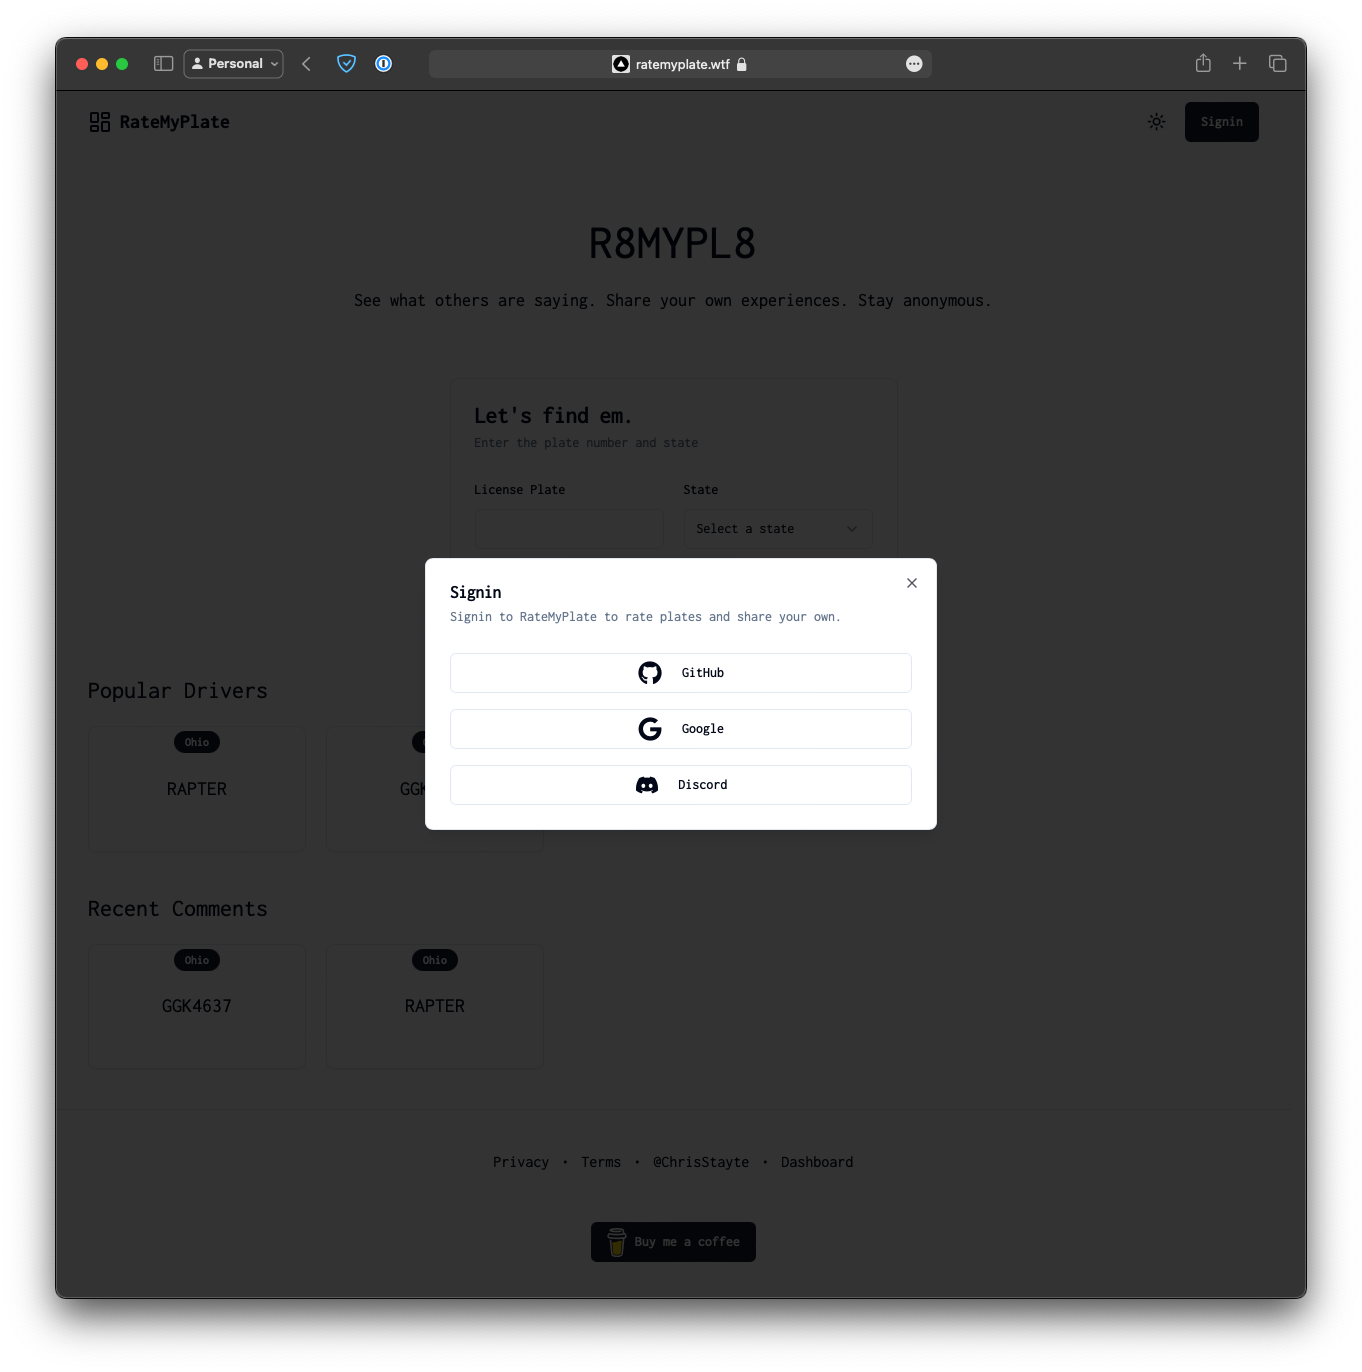 Personal
ratemyplate.wtf
RateMyPlate
Signin
R8MYPL8
See what others are saying. Share your own experiences. Stay anonymous.
Let's find em.
Enter the plate number and state
License Plate State
Select a state
Signin
Signin to RateMyPlate to rate plates and share your own.
GitHub
Google
Discord
Popular Drivers
Ohio
RAPTER
Recent Comments
Ohio Ohio
GGK4637 RAPTER
Privacy • Terms • @ChrisStayte • Dashboard
Buy me a coffee